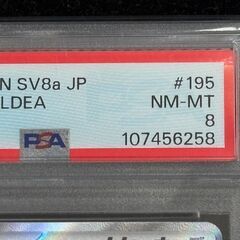 N SV8a JP #195
LDEA NM-MT
PSA 8
107456258